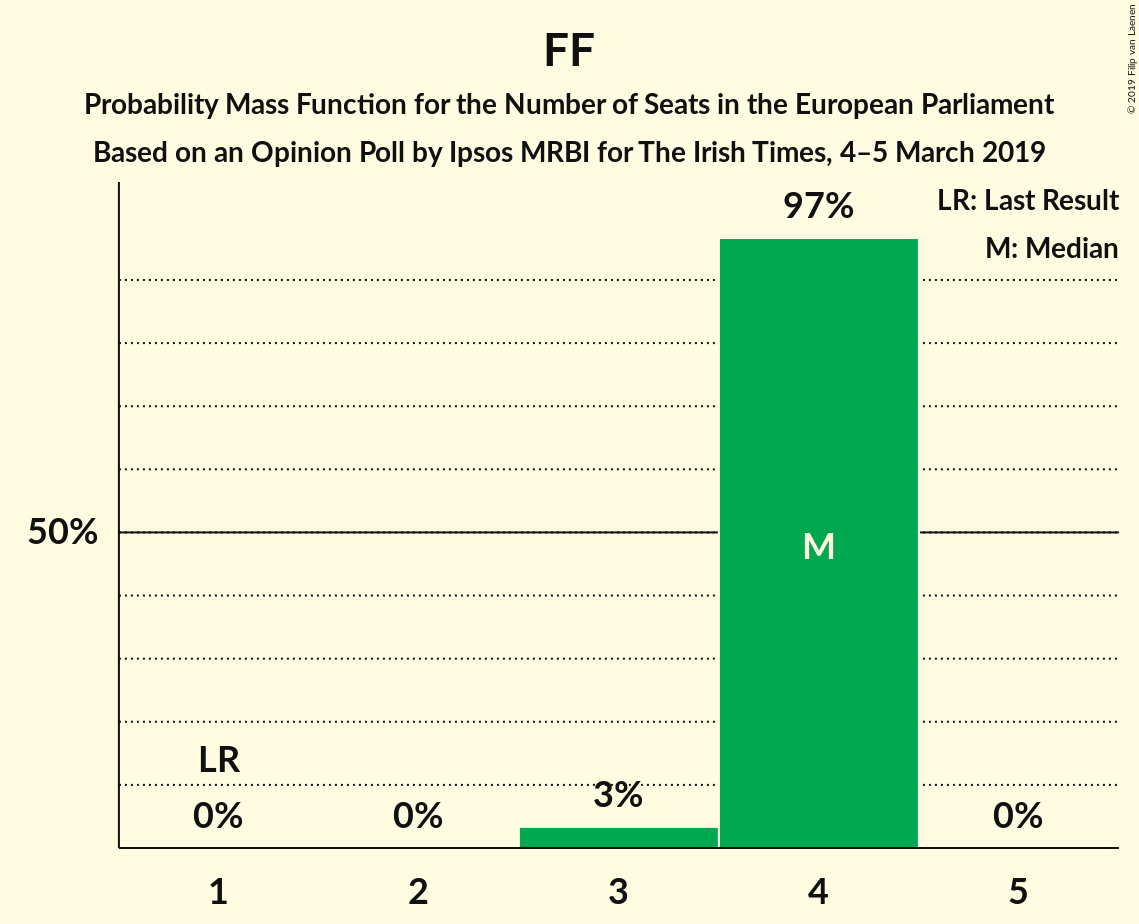 FF
Probability Mass Function for the Number of Seats in the European Parliament
Based on an Opinion Poll by Ipsos MRBI for The Irish Times, 4–5 March 2019
© 2019 Filip van Laenen
LR: Last Result
M: Median
97%
50%
M
LR
0%
0%
3%
0%
1
2
3
4
5